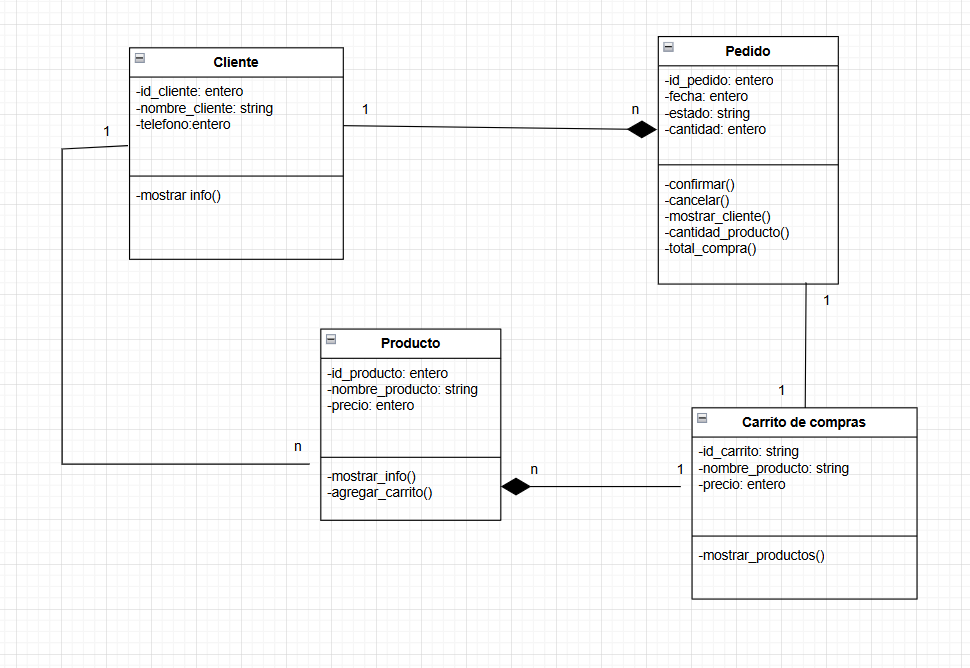 Cliente
-id_cliente: entero
-nombre_cliente: string
-telefono:entero
-mostrar info()
1
1
n
Pedido
-id_pedido: entero
-fecha: entero
-estado: string
-cantidad: entero
-confirmar()
-cancelar()
-mostrar_cliente()
-cantidad_producto()
-total_compra()
1
1
Producto
-id_producto: entero
-nombre_producto: string
-precio: entero
-mostrar_info()
-agregar_carrito()
n
n
1
Carrito de compras
-id_carrito: string
-nombre_producto: string
-precio: entero
-mostrar_productos()